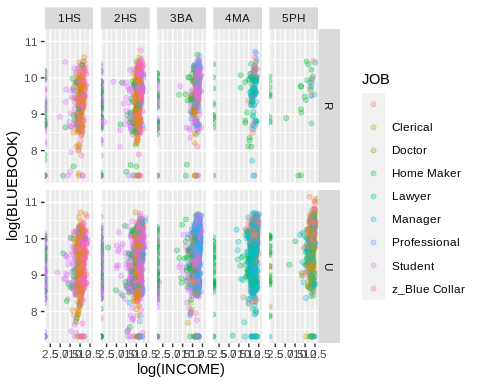 1HS 2HS 3BA 4MA 5PH
11
10
9
8
R
11
10
9
8
U
log(BLUEBOOK)
log(INCOME)
JOB
Clerical
Doctor
Home Maker
Lawyer
Manager
Professional
Student
z_Blue Collar